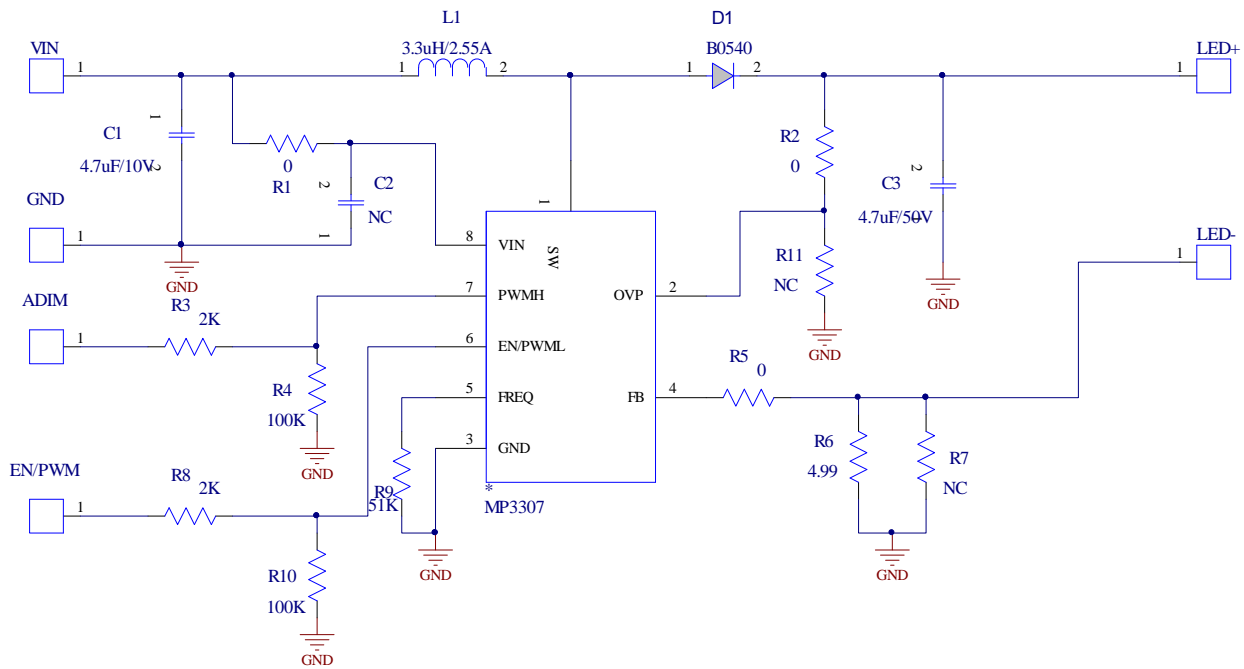 L1
D1
VIN
3.3uH/2.55A
B0540
LED+
1
1
2
1
2
1
C1
1
4.7uF/10V
2
R2
0
0
R1
C2
2
NC
1
C3
2
4.7uF/50V
1
GND
1
GND
1
8
VIN
SW
R11
NC
LED-
1
GND
ADIM
R3
2K
1
7
PWMH
OVP
2
GND
6
EN/PWML
R5
0
R4
100K
5
FREQ
FB
4
GND
3
GND
R6
4.99
R7
NC
EN/PWM
R8
2K
1
R9
51K
*
MP3307
GND
GND
R10
100K
GND